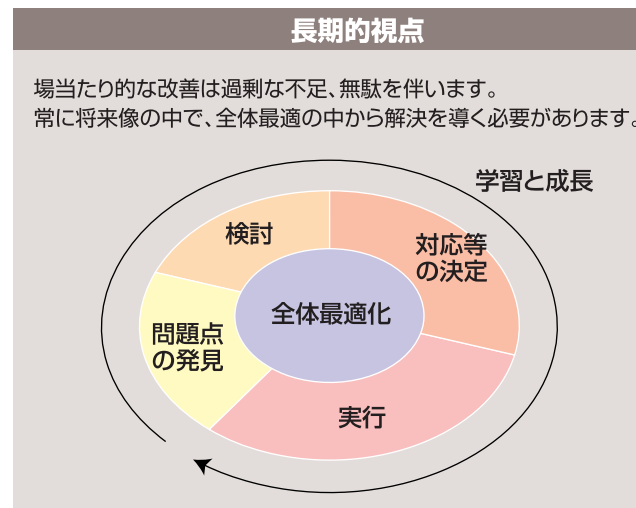 長期的視点
場当たり的な改善は過剰な不足、無駄を伴います。
常に将来像の中で、全体最適の中から解決を導く必要があります。
学習と成長
検討
対応等
の決定
全体最適化
問題点
の発見
実行